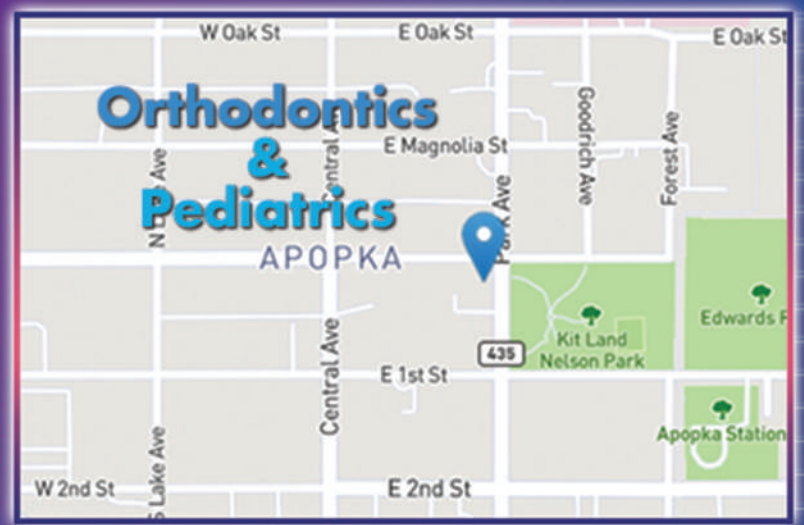 W Oak St
E Oak St
E Oak St
Orthodontics
&
Pediatrics
APOPKA
E Magnolia St
Goodrich Ave
Forest Ave
Ave
Central A
Ave
Kit Land
Nelson Park
Edwards
435
E 1st St
Central Ave
Apopka Station
S Lake Ave
W 2nd St
E 2nd St